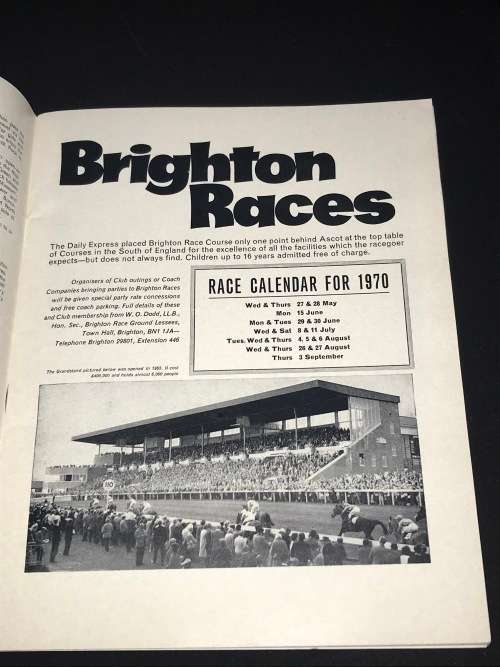 Brighton
Races
The Daily Express placed Brighton Race Course only one point behind Ascot at the top table
of Courses in the South of England for the excellence of all the facilities which the racegoer
expects—but does not always find. Children up to 16 years admitted free of charge.
Organisers of Club outings or Coach
Companies bringing parties to Brighton Races
will be given special party rate concessions
and free coach parking. Full details of these
and Club membership from W. O. Dodd, LL.B.,
Hon. Sec., Brighton Race Ground Lessees,
Town Hall, Brighton, BN1 1JA—
Telephone Brighton 29801, Extension 446
RACE CALENDAR FOR 1970
Wed & Thurs 27 & 28 May
Mon 15 June
Mon & Tues 29 & 30 June
Wed & Sat 8 & 11 July
Tues, Wed & Thurs 4, 5 & 6 August
Wed & Thurs 26 & 27 August
Thurs 3 September
The Grandstand pictured below was opened in It cost
£400,000 and holds almost 5,000 people